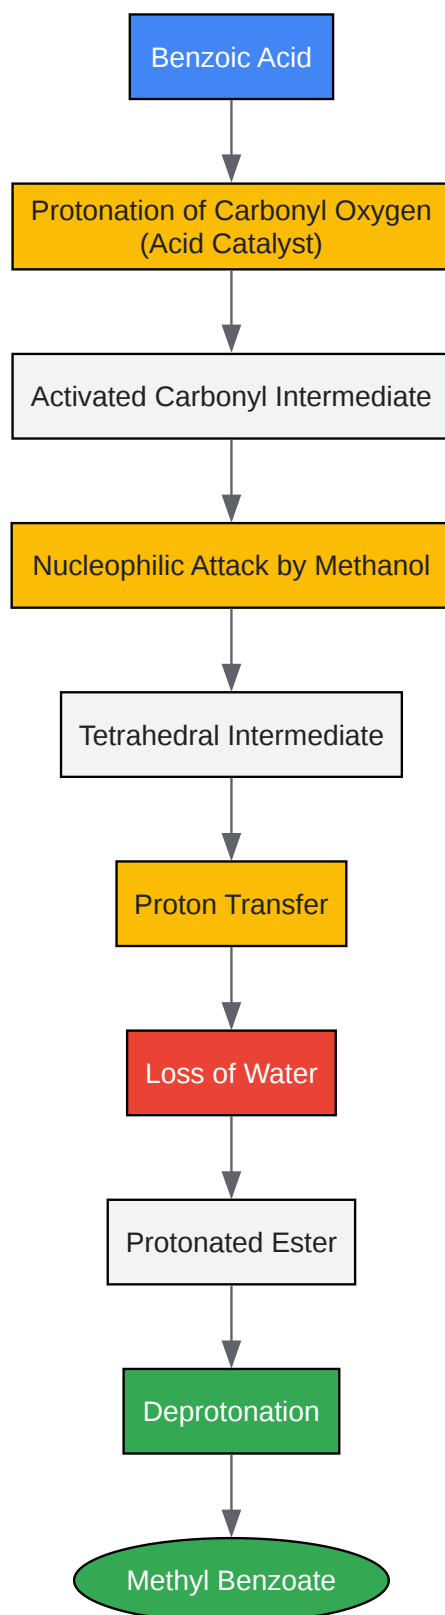 Benzoic Acid
Protonation of Carbonyl Oxygen
(Acid Catalyst)
Activated Carbonyl Intermediate
Nucleophilic Attack by Methanol
Tetrahedral Intermediate
Proton Transfer
Loss of Water
Protonated Ester
Deprotonation
Methyl Benzoate